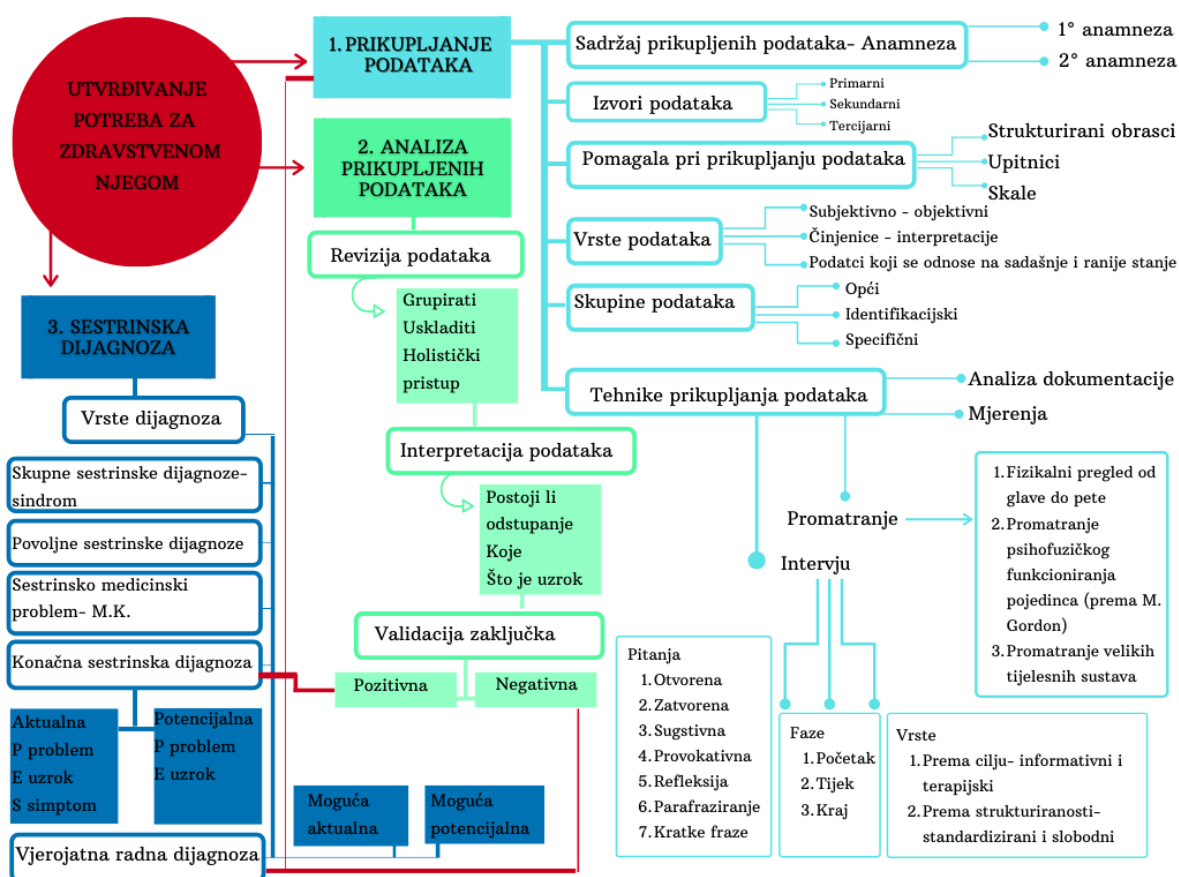 UTVRĐIVANJE
POTREBA ZA
ZDRAVSTVENOM
NJEGOM
1. PRIKUPLJANJE
PODATAKA
Sadržaj prikupljenih podataka- Anamneza
1° anamneza
2° anamneza
Izvori podataka
Primarni
Sekundarni
Tercijarni
Pomagala pri prikupljanju podataka
Strukturirani obrasci
Upitnici
Skale
Vrste podataka
Subjektivno - objektivni
Činjenice - interpretacije
Podatci koji se odnose na sadašnje i ranije stanje
Skupine podataka
Opći
Identifikacijski
Specifični
Tehnike prikupljanja podataka
Analiza dokumentacije
Mjerenja
Promatranje
1. Fizikalni pregled od
glave do pete
2. Promatranje
psihofuzičkog
funkcioniranja
pojedinca (prema M.
Gordon)
3. Promatranje velikih
tijelesnih sustava
Intervju
Pitanja
1. Otvorena
2. Zatvorena
3. Sugstivna
4. Provokativna
5. Refleksija
6. Parafraziranje
7. Kratke fraze
Faze
1. Početak
2. Tijek
3. Kraj
Vrste
1. Prema cilju- informativni i
terapijski
2. Prema strukturiranosti-
standardizirani i slobodni
2. ANALIZA
PRIKUPLJENIH
PODATAKA
Revizija podataka
Grupirati
Uskladiti
Holistički
pristup
Interpretacija podataka
Postoji li
odstupanje
Koje
Što je uzrok
Validacija zaključka
Pozitivna
Negativna
3. SESTRINSKA
DIJAGNOZA
Vrste dijagnoza
Skupne sestrinske dijagnoze-
sindrom
Povoljne sestrinske dijagnoze
Sestrinsko medicinski
problem- M.K.
Konačna sestrinska dijagnoza
Aktualna
P problem
E uzrok
S simptom
Potencijalna
P problem
E uzrok
Moguća
aktualna
Moguća
potencijalna
Vjerojatna radna dijagnoza